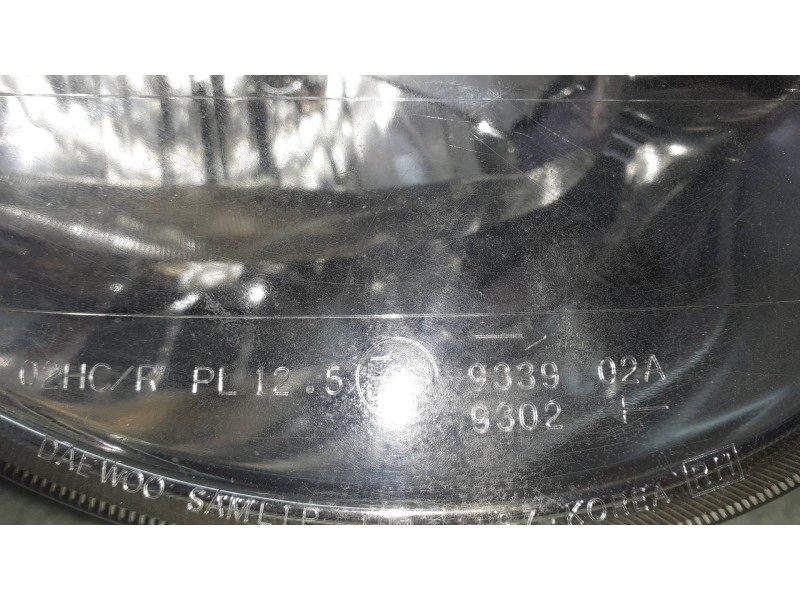 02HC/R PL 12.5 9339 02A
9302
DAEWOO SAMLIP KOREA RH